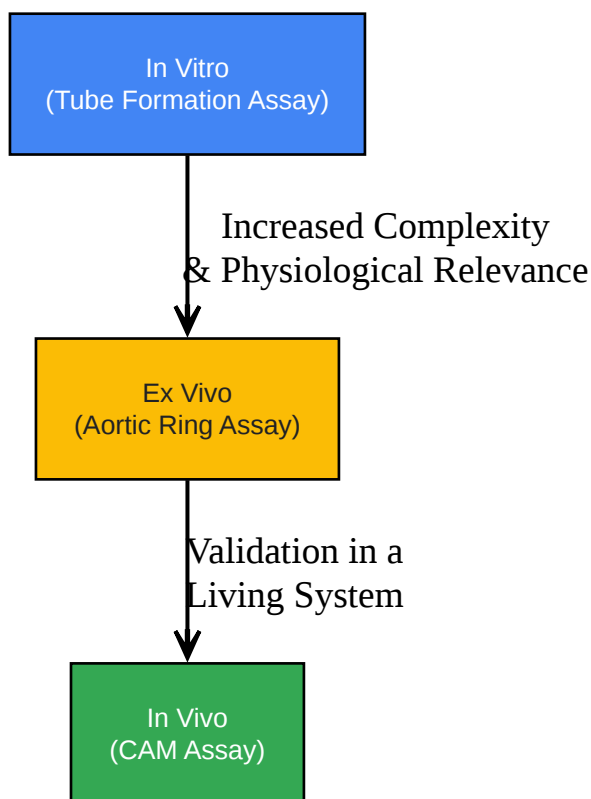 In Vitro
(Tube Formation Assay)
Increased Complexity
& Physiological Relevance
Ex Vivo
(Aortic Ring Assay)
Validation in a
Living System
In Vivo
(CAM Assay)